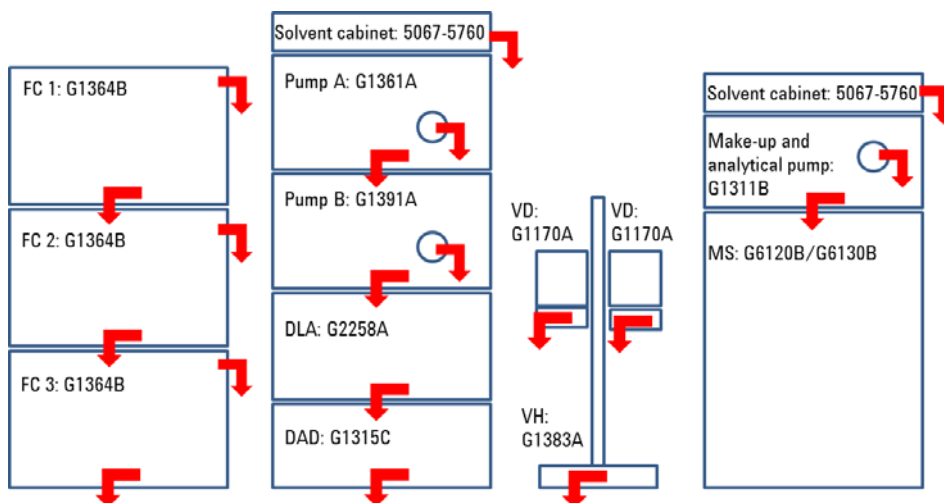 FC 1: G1364B
FC 2: G1364B
FC 3: G1364B
Solvent cabinet: 5067-5760
Pump A: G1361A
Pump B: G1391A
DLA: G2258A
DAD: G1315C
VD:
G1170A
VD:
G1170A
VH:
G1383A
Solvent cabinet: 5067-5760
Make-up and
analytical pump:
G1311B
MS: G6120B/G6130B